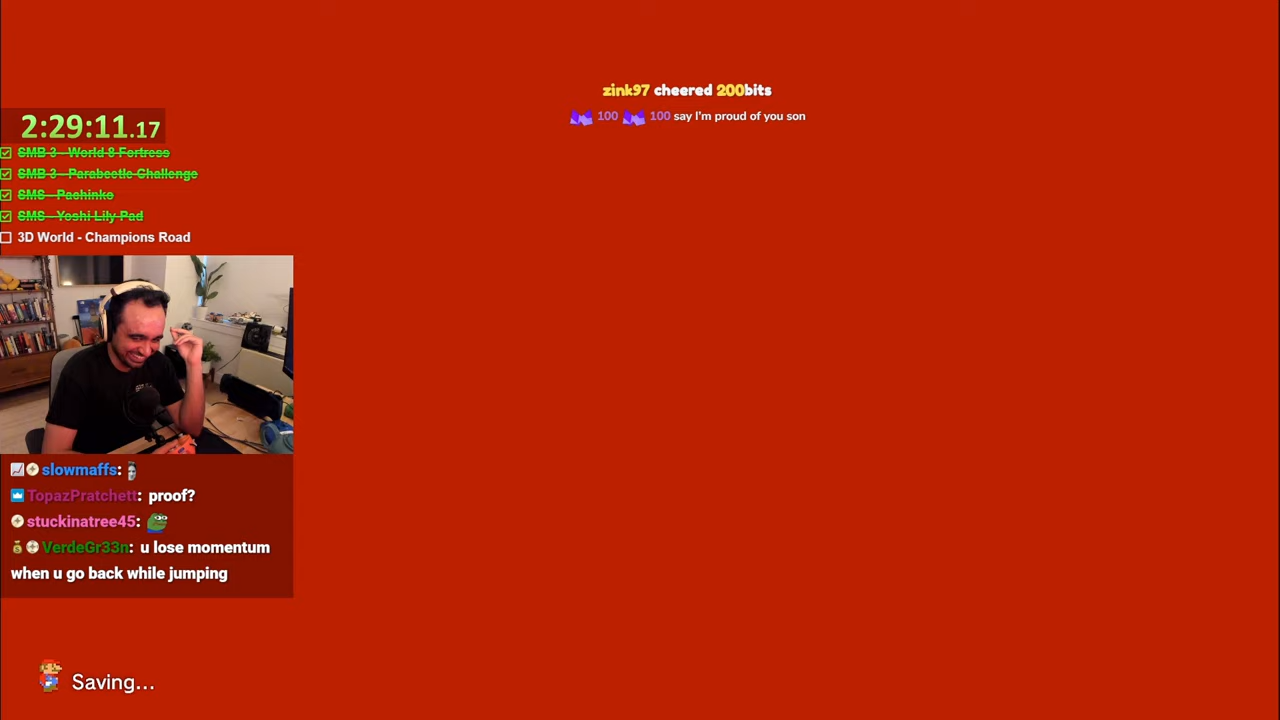 zink97 cheered 200bits
100 100 say I'm proud of you son
2:29:11.17
SMB 3 - World 8 Fortress
SMB 3 - Parabeetle Challenge
SMS - Pachinko
SMS - Yoshi Lily Pad
3D World - Champions Road
slowmaffs:
TopazPratchett: proof?
stuckinatree45:
VerdeGr33n: u lose momentum
when u go back while jumping
Saving...